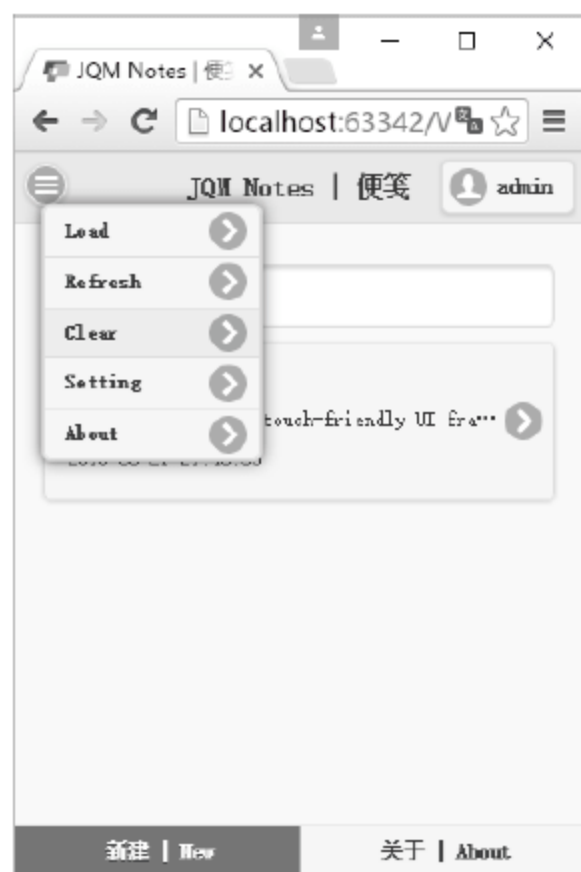 JQM Notes | 便
localhost:63342/V
JQM Notes | 便笺
admin
Load
Refresh
Clear
Setting
About
touch-friendly UI fra…
新建 | New
关于 | About